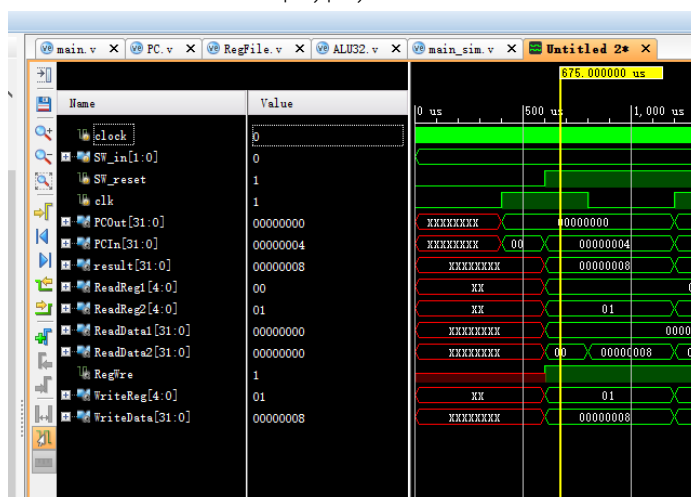 main.v X PC.v X RegFile.v X ALU32.v X main_sim.v X Untitled 2* X
675.000000 us
Name Value
0 us 500 us 1,000 us
clock 0
SW_in[1:0] 0
SW_reset 1
clk 1
PCOut[31:0] 00000000 XXXXXXXX 00000000
PCIn[31:0] 00000004 XXXXXXXX 00 00000004
result[31:0] 00000008 XXXXXXXX 00000008
ReadReg1[4:0] 00 XX
ReadReg2[4:0] 01 XX 01
ReadData1[31:0] 00000000 XXXXXXXX 0000
ReadData2[31:0] 00000000 XXXXXXXX 00 00000008
RegWre 1
WriteReg[4:0] 01 XX 01
WriteData[31:0] 00000008 XXXXXXXX 00000008